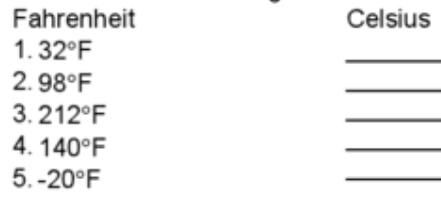 Fahrenheit Celsius
1. 32°F
2. 98°F
3. 212°F
4. 140°F
5. -20°F